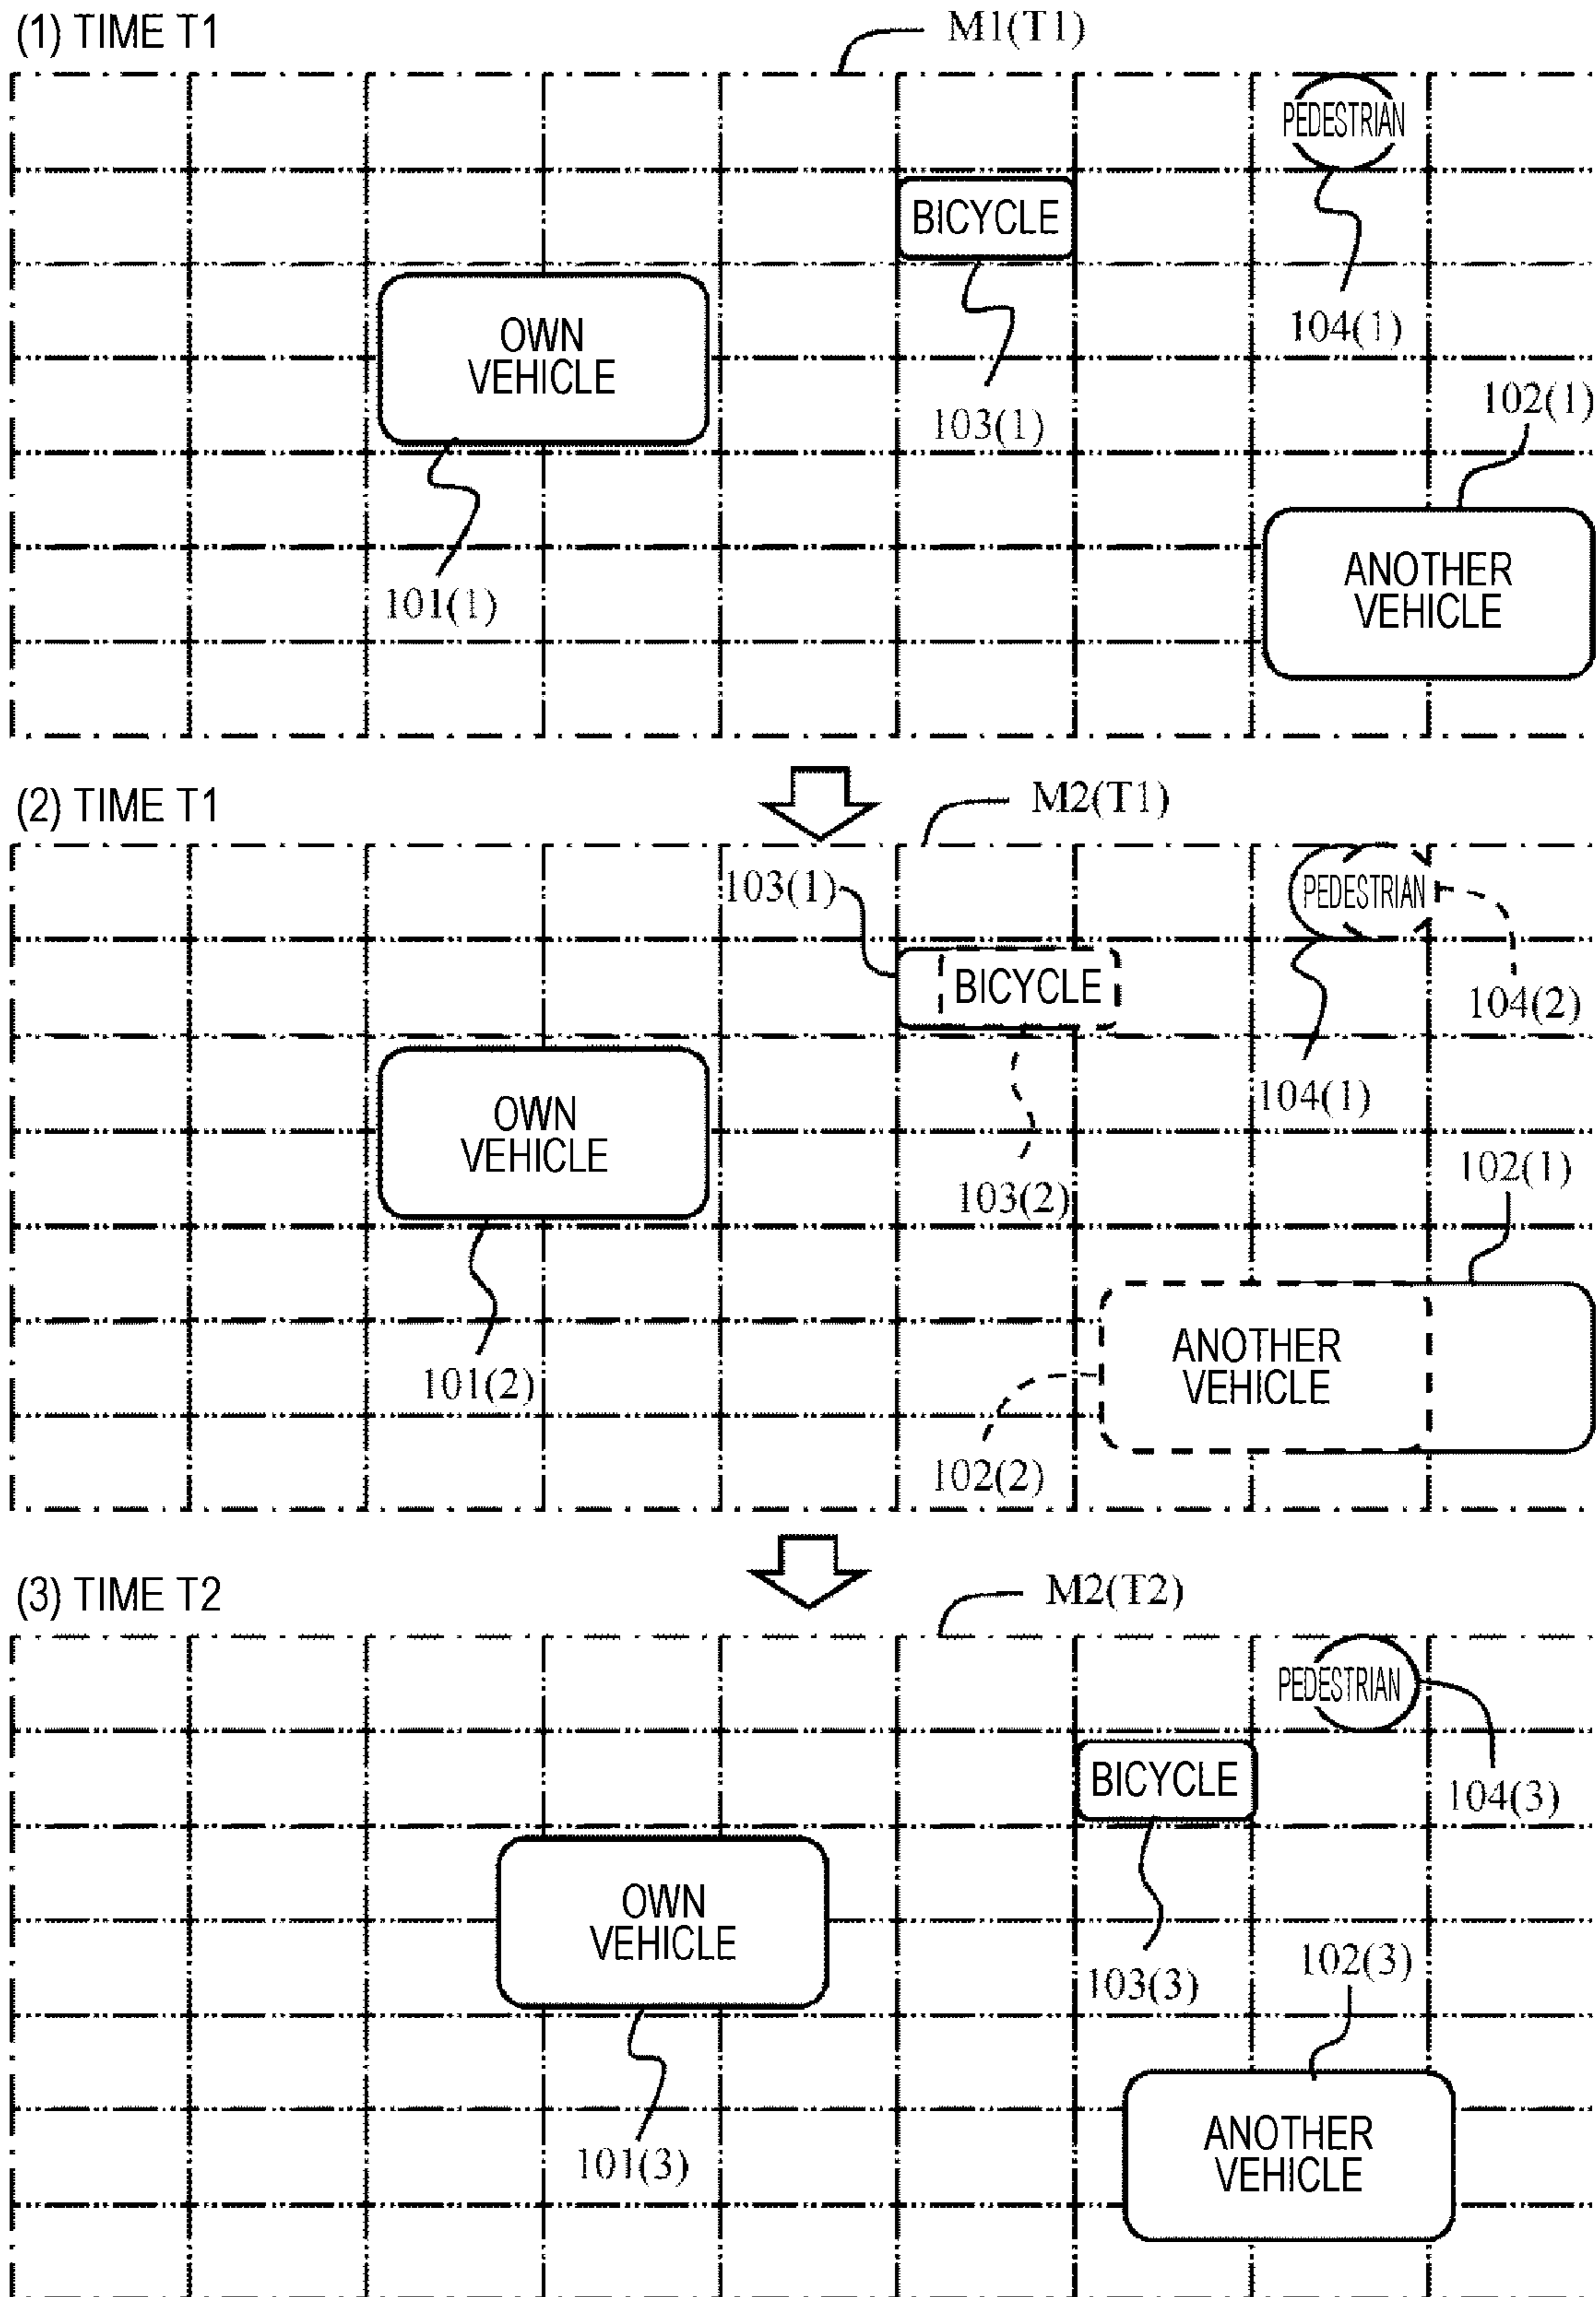 (1) TIME T1
M1(T1)
PEDESTRIAN
BICYCLE
OWN
VEHICLE
104(1)
103(1)
102(1)
ANOTHER
VEHICLE
101(1)
(2) TIME T1
M2(T1)
103(1)
PEDESTRIAN
BICYCLE
104(2)
104(1)
OWN
VEHICLE
103(2)
102(1)
ANOTHER
VEHICLE
101(2)
102(2)
(3) TIME T2
M2(T2)
PEDESTRIAN
BICYCLE
104(3)
OWN
VEHICLE
103(3)
102(3)
101(3)
ANOTHER
VEHICLE